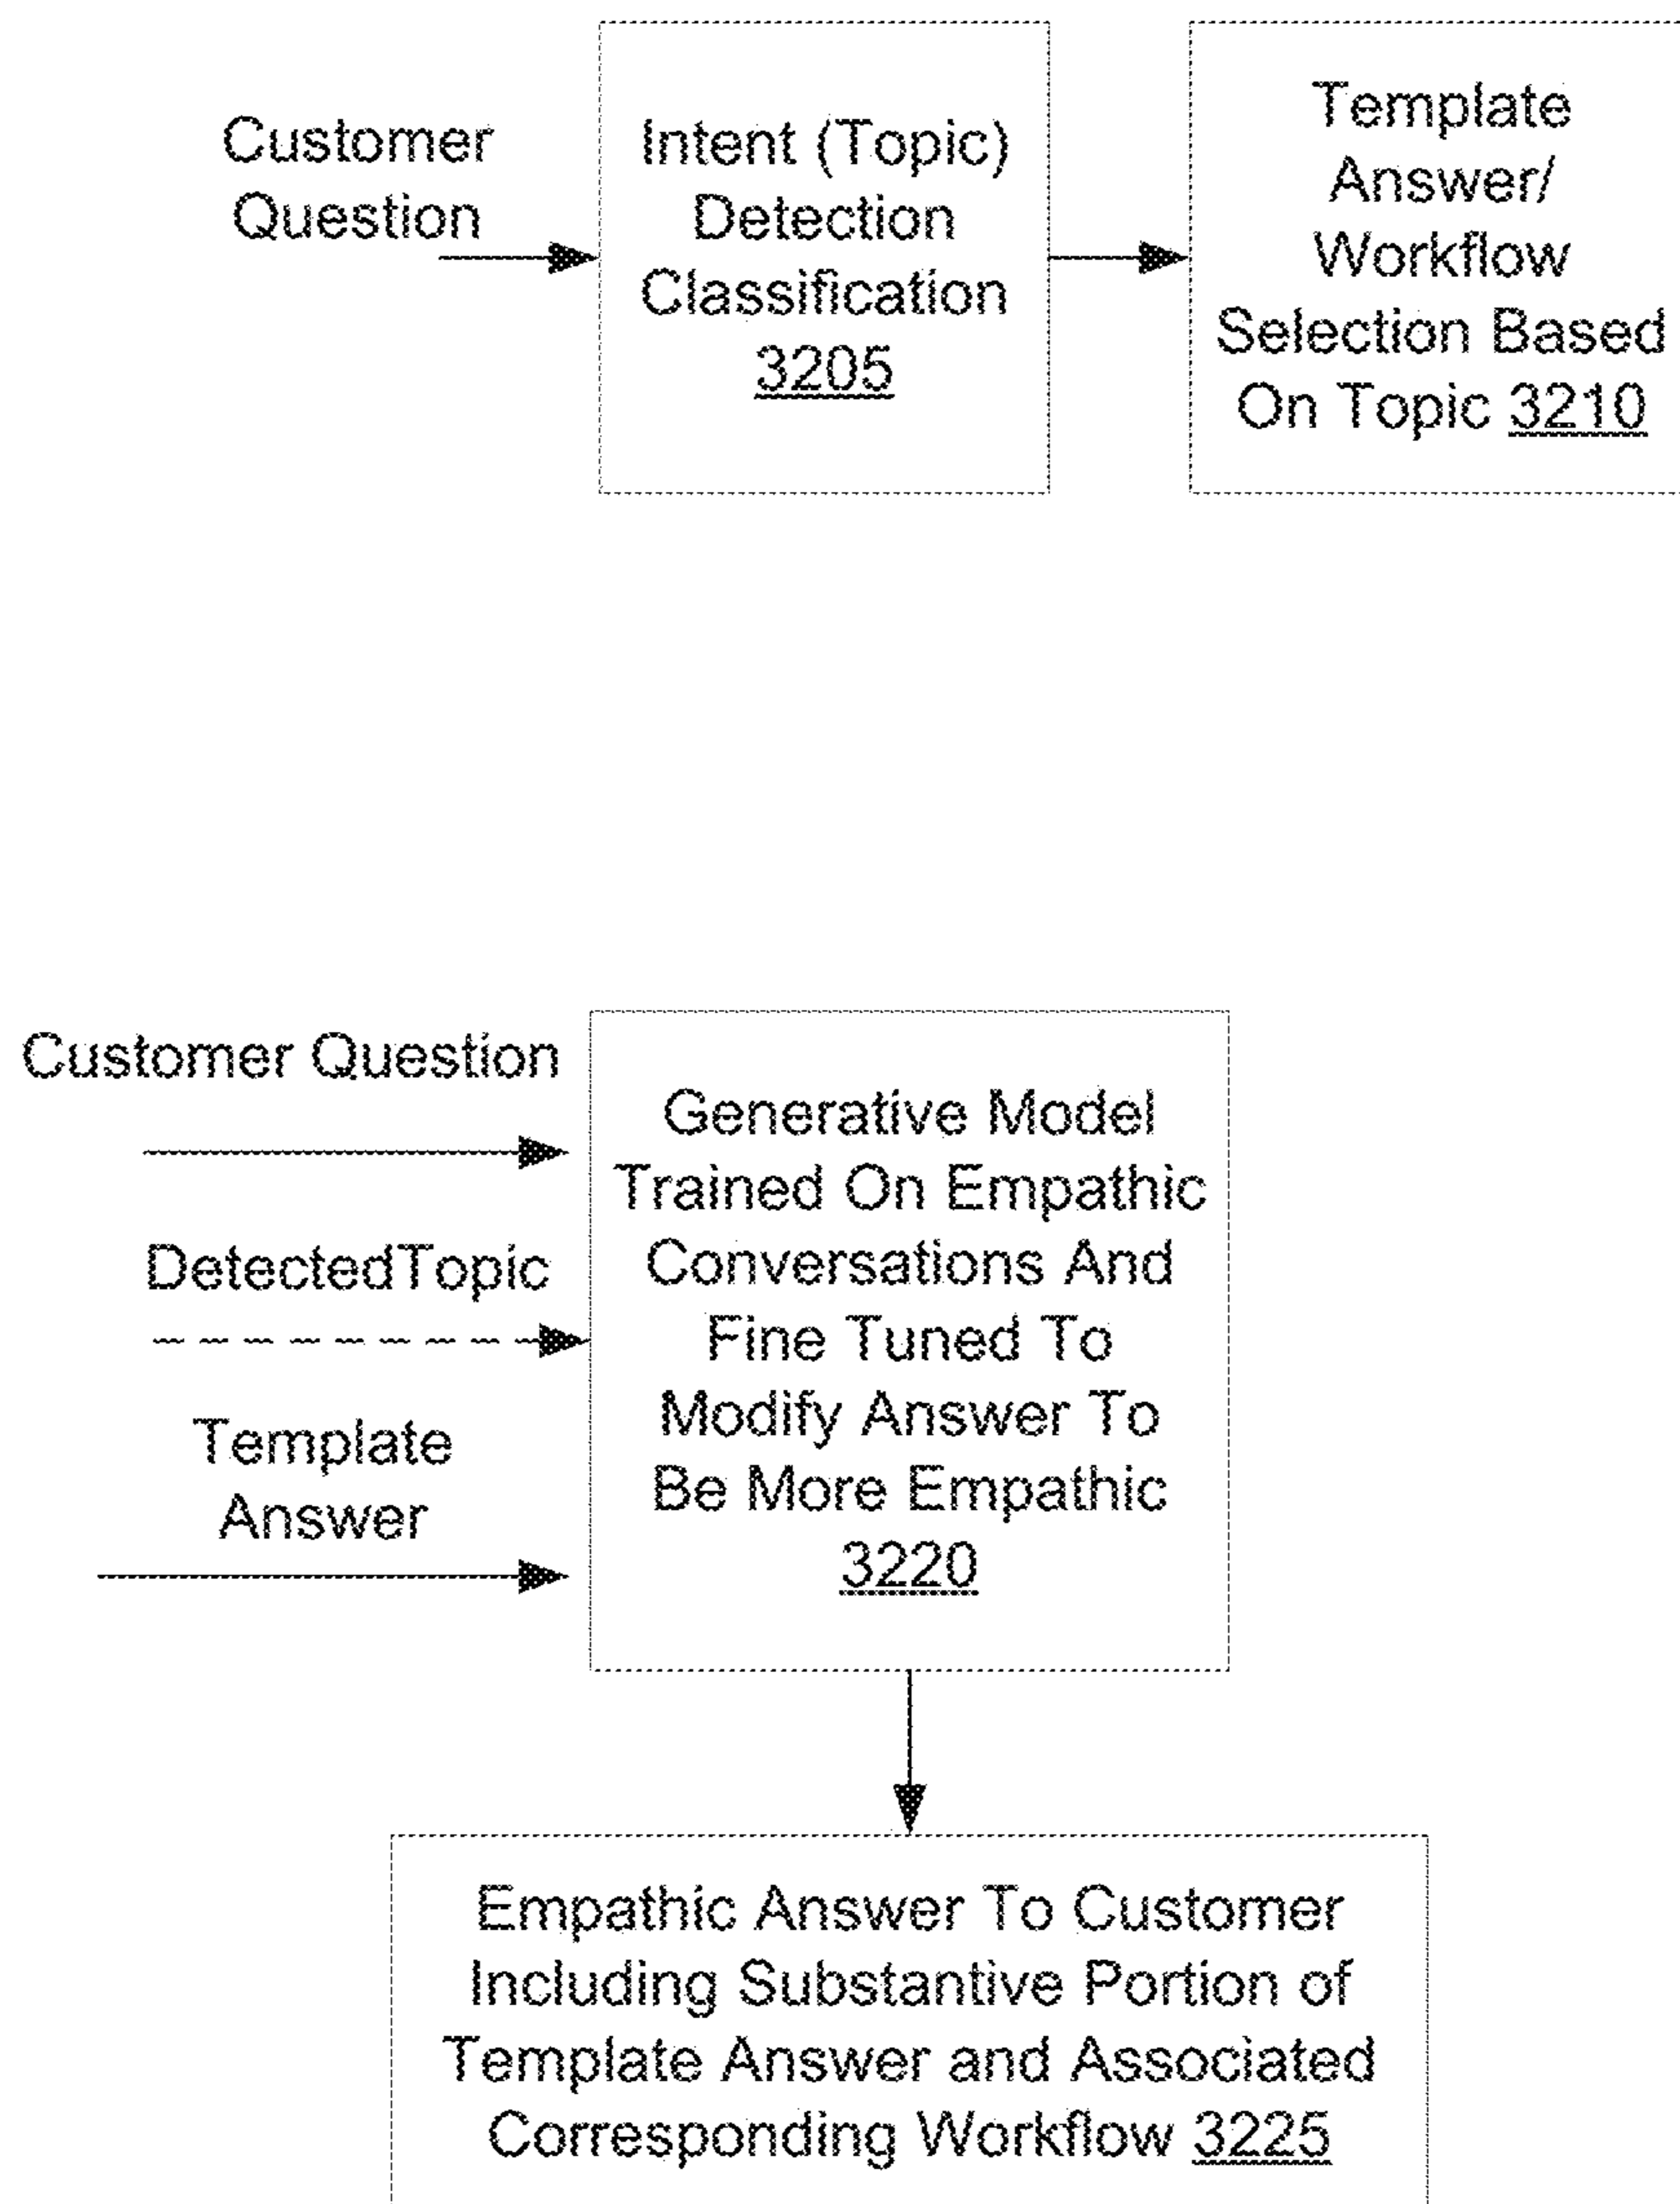 Customer
Question
Intent (Topic)
Detection
Classification
3205
Template
Answer/
Workflow
Selection Based
On Topic 3210
Customer Question
DetectedTopic
Template
Answer
Generative Model
Trained On Empathic
Conversations And
Fine Tuned To
Modify Answer To
Be More Empathic
3220
Empathic Answer To Customer
Including Substantive Portion of
Template Answer and Associated
Corresponding Workflow 3225